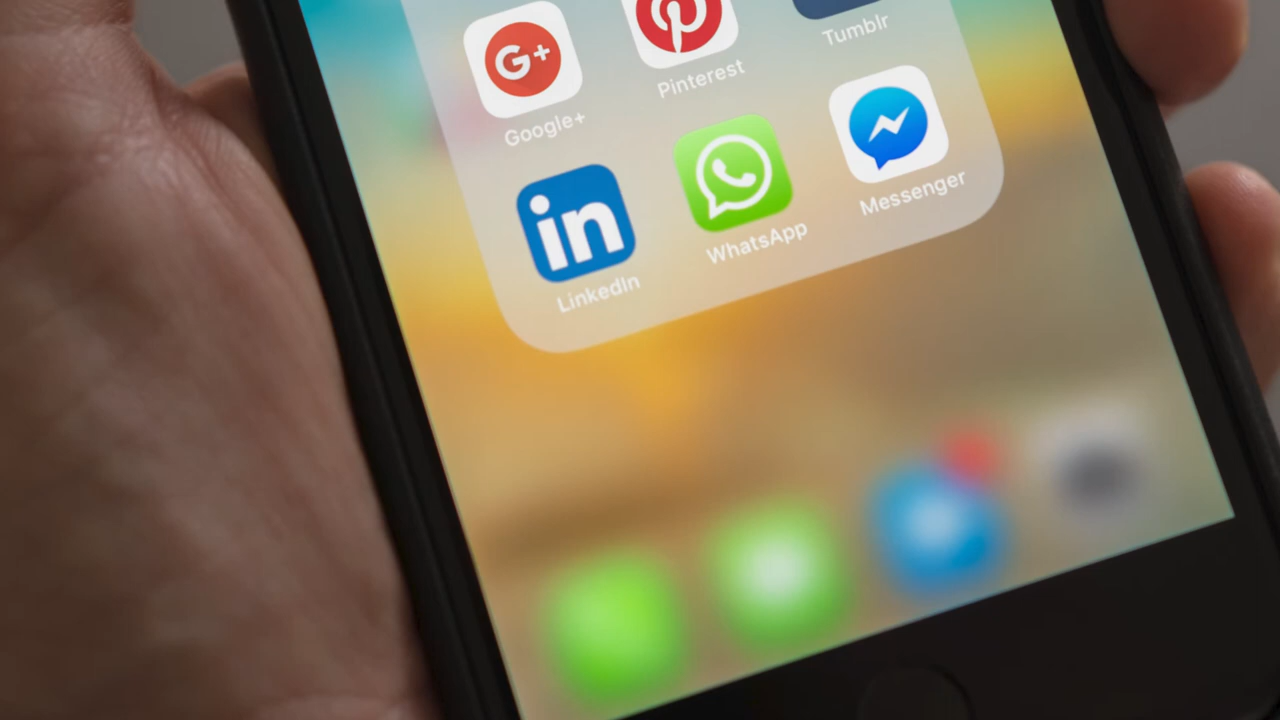 G+
Google+
Pinterest
Tumblr
in
LinkedIn
WhatsApp
Messenger